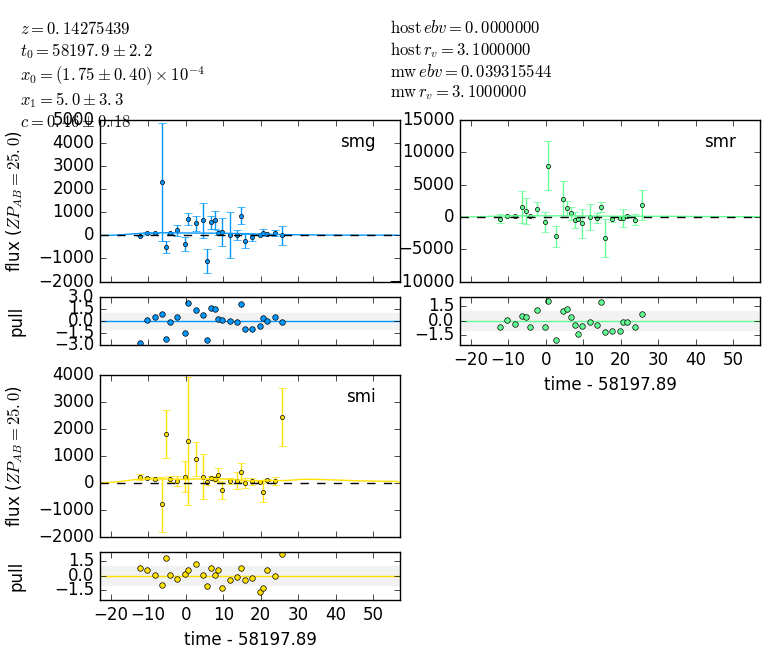 z = 0.14275439
t₀ = 58197.9 ± 2.2
x₀ = (1.75 ± 0.40) × 10⁻⁴
x₁ = 5.0 ± 3.3
c = 0.46 ± 0.18
host ebv = 0.0000000
host r_v = 3.1000000
mw ebv = 0.039315544
mw r_v = 3.1000000
smg
flux (ZP_AB = 25.0)
5000
4000
3000
2000
1000
0
−1000
−2000
pull
3.0
1.5
0.0
−1.5
−3.0
smr
15000
10000
5000
0
−5000
−10000
1.5
0.0
−1.5
−20 −10 0 10 20 30 40 50
time - 58197.89
smi
flux (ZP_AB = 25.0)
4000
3000
2000
1000
0
−1000
−2000
pull
1.5
0.0
−1.5
−20 −10 0 10 20 30 40 50
time - 58197.89